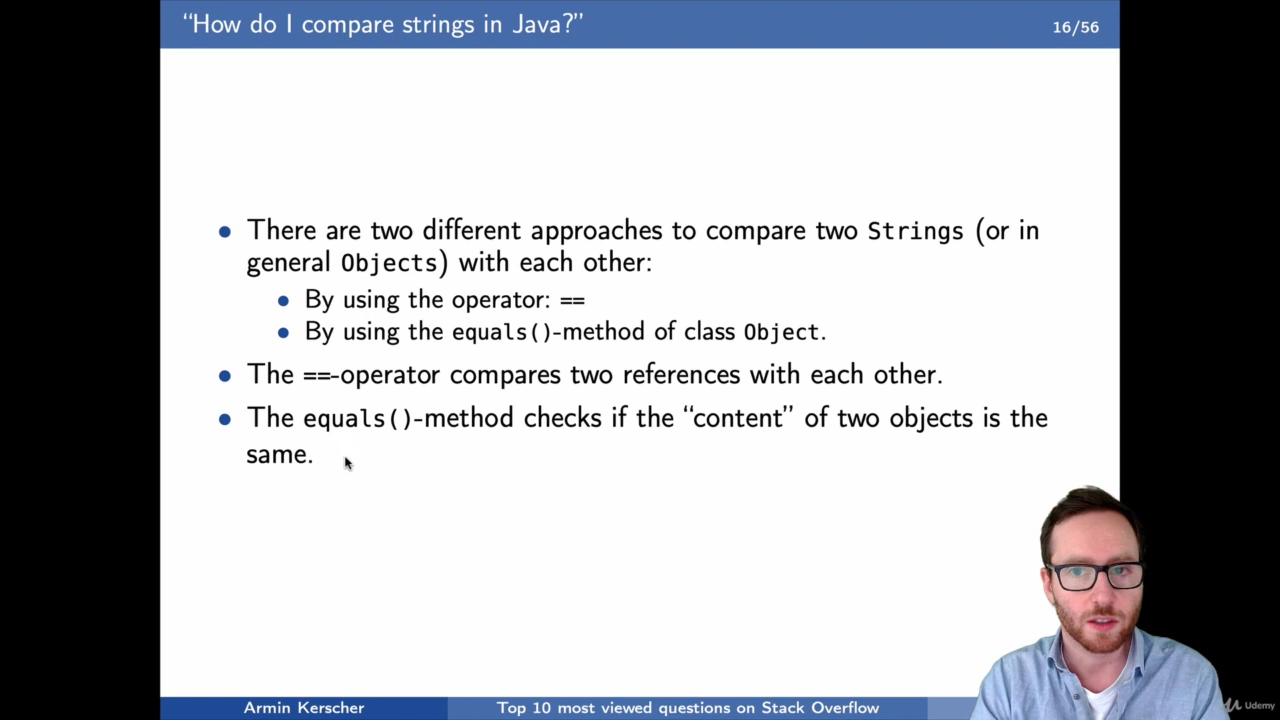 “How do I compare strings in Java?”
16/56
• There are two different approaches to compare two Strings (or in
general Objects) with each other:
• By using the operator: ==
• By using the equals()-method of class Object.
• The ==-operator compares two references with each other.
• The equals()-method checks if the “content” of two objects is the
same.
Armin Kerscher
Top 10 most viewed questions on Stack Overflow
Udemy